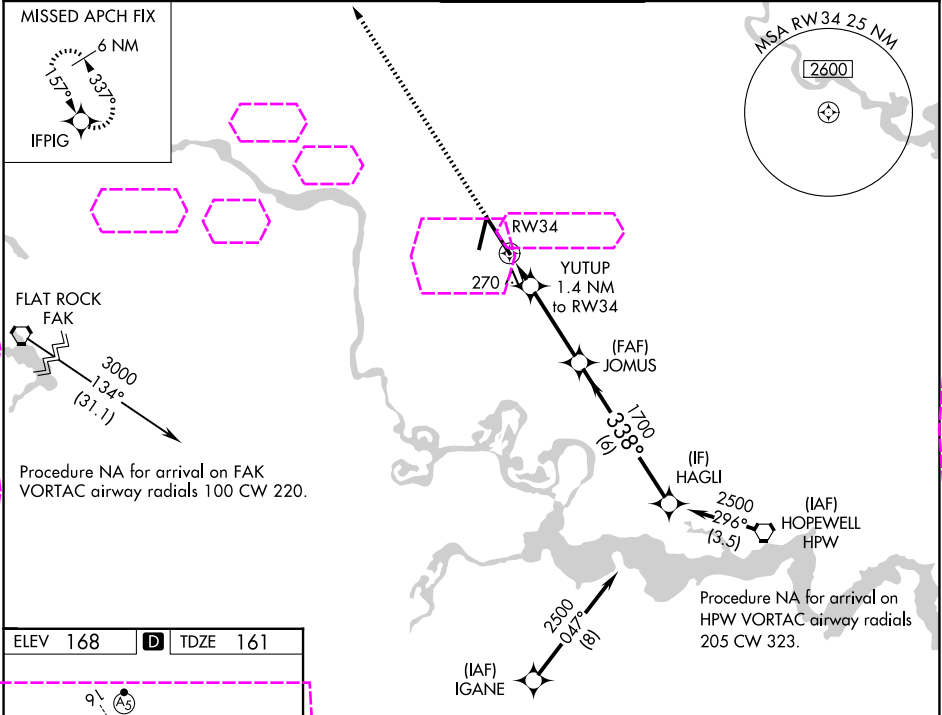 MISSED APCH FIX
6 NM
157°
337°
IFPIG
MSA RW34 25 NM
2600
RW34
270
YUTUP
1.4 NM
to RW34
FLAT ROCK
FAK
3000
134°
(31.1)
(FAF)
JOMUS
1700
338°
(6)
Procedure NA for arrival on FAK
VORTAC airway radials 100 CW 220.
(IF)
HAGLI
2500
296°
(3.5)
(IAF)
HOPEWELL
HPW
Procedure NA for arrival on
HPW VORTAC airway radials
205 CW 323.
2500
047°
(8)
(IAF)
IGANE
ELEV 168 D TDZE 161
16
A5